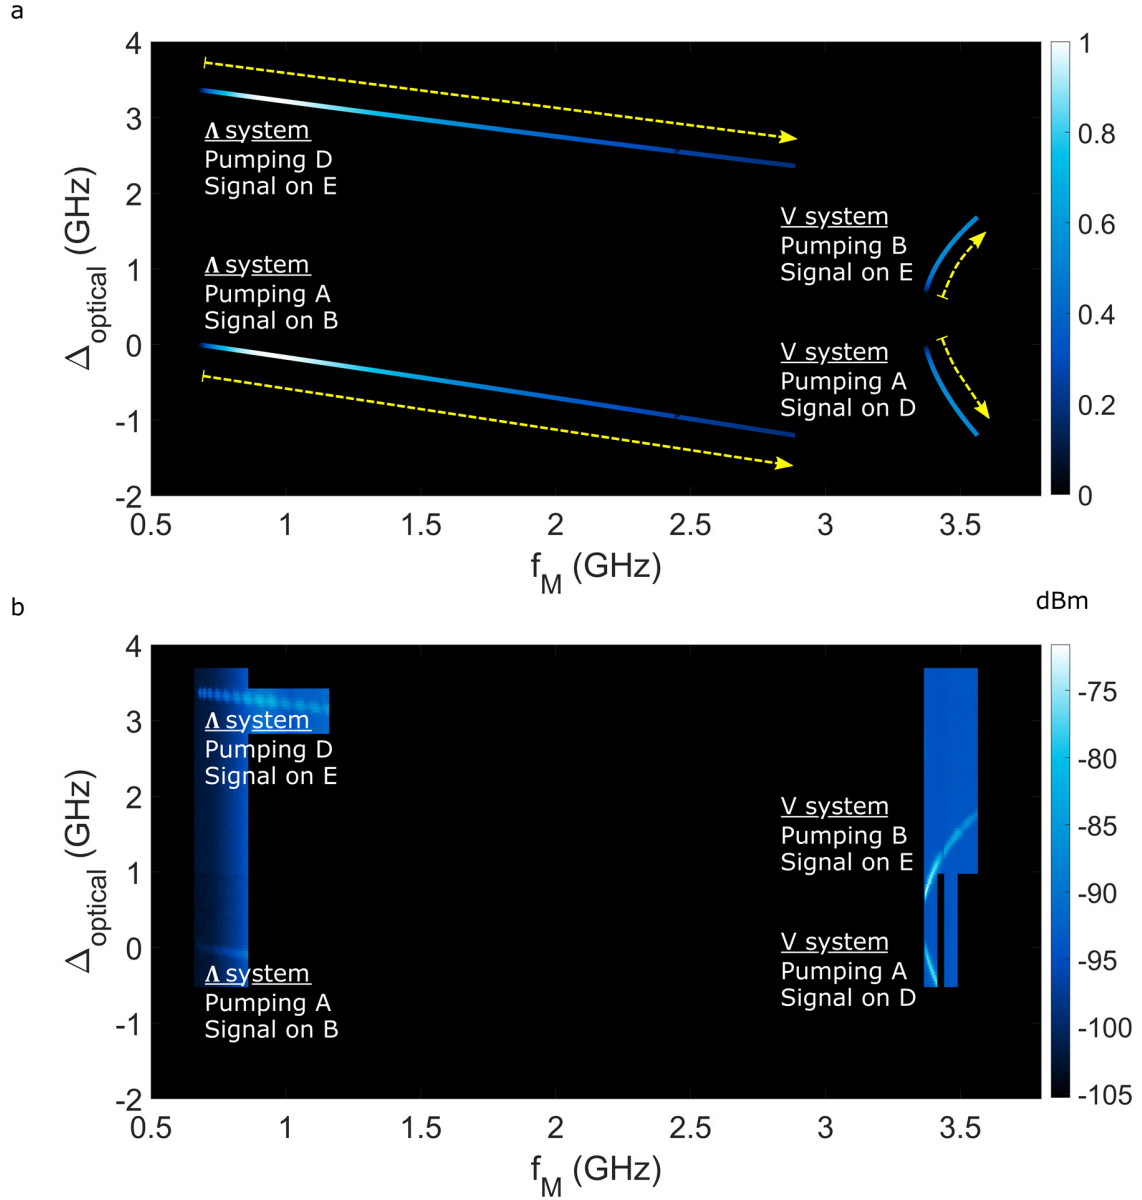 a
4
3
2
1
0
-1
-2
Δoptical (GHz)
Λ system
Pumping D
Signal on E
Λ system
Pumping A
Signal on B
V system
Pumping B
Signal on E
V system
Pumping A
Signal on D
1
0.8
0.6
0.4
0.2
0
0.5 1 1.5 2 2.5 3 3.5
fM (GHz)
b
dBm
4
3
2
1
0
-1
-2
Δoptical (GHz)
Λ system
Pumping D
Signal on E
Λ system
Pumping A
Signal on B
V system
Pumping B
Signal on E
V system
Pumping A
Signal on D
-75
-80
-85
-90
-95
-100
-105
0.5 1 1.5 2 2.5 3 3.5
fM (GHz)